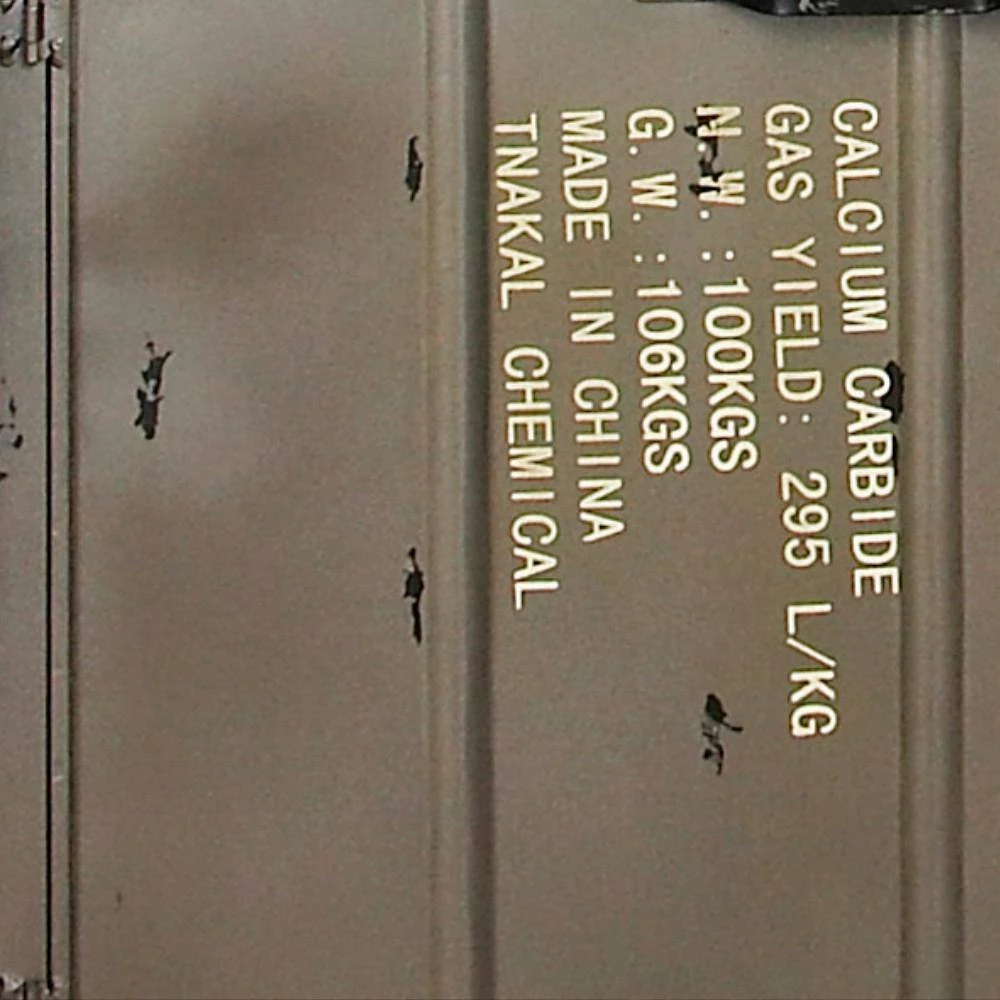 CALCIUM CARBIDE
GAS YIELD: 295 L/KG
N.W.:100KGS
G.W.:106KGS
MADE IN CHINA
TNAKAL CHEMICAL